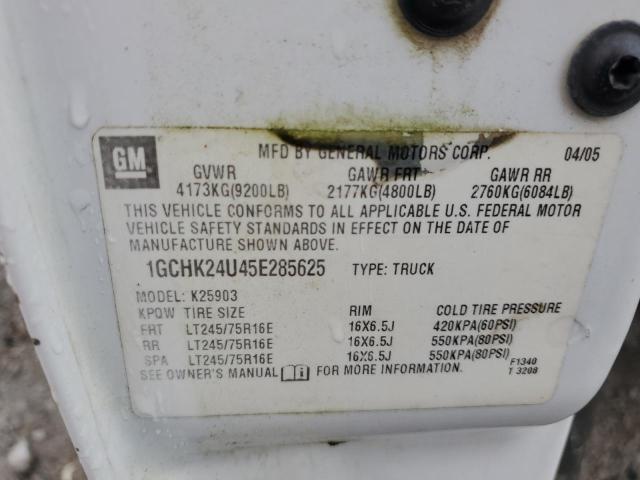 GM
MFD BY GENERAL MOTORS CORP. 04/05
GVWR GAWR FRT GAWR RR
4173KG(9200LB) 2177KG(4800LB) 2760KG(6084LB)
THIS VEHICLE CONFORMS TO ALL APPLICABLE U.S. FEDERAL MOTOR
VEHICLE SAFETY STANDARDS IN EFFECT ON THE DATE OF
MANUFACTURE SHOWN ABOVE.
1GCHK24U45E285625 TYPE: TRUCK
MODEL: K25903
KPQW TIRE SIZE RIM COLD TIRE PRESSURE
FRT LT245/75R16E 16X6.5J 420KPA(60PSI)
RR LT245/75R16E 16X6.5J 550KPA(80PSI)
SPA LT245/75R16E 16X6.5J 550KPA(80PSI)
SEE OWNER'S MANUAL FOR MORE INFORMATION.
F1340
T 3208